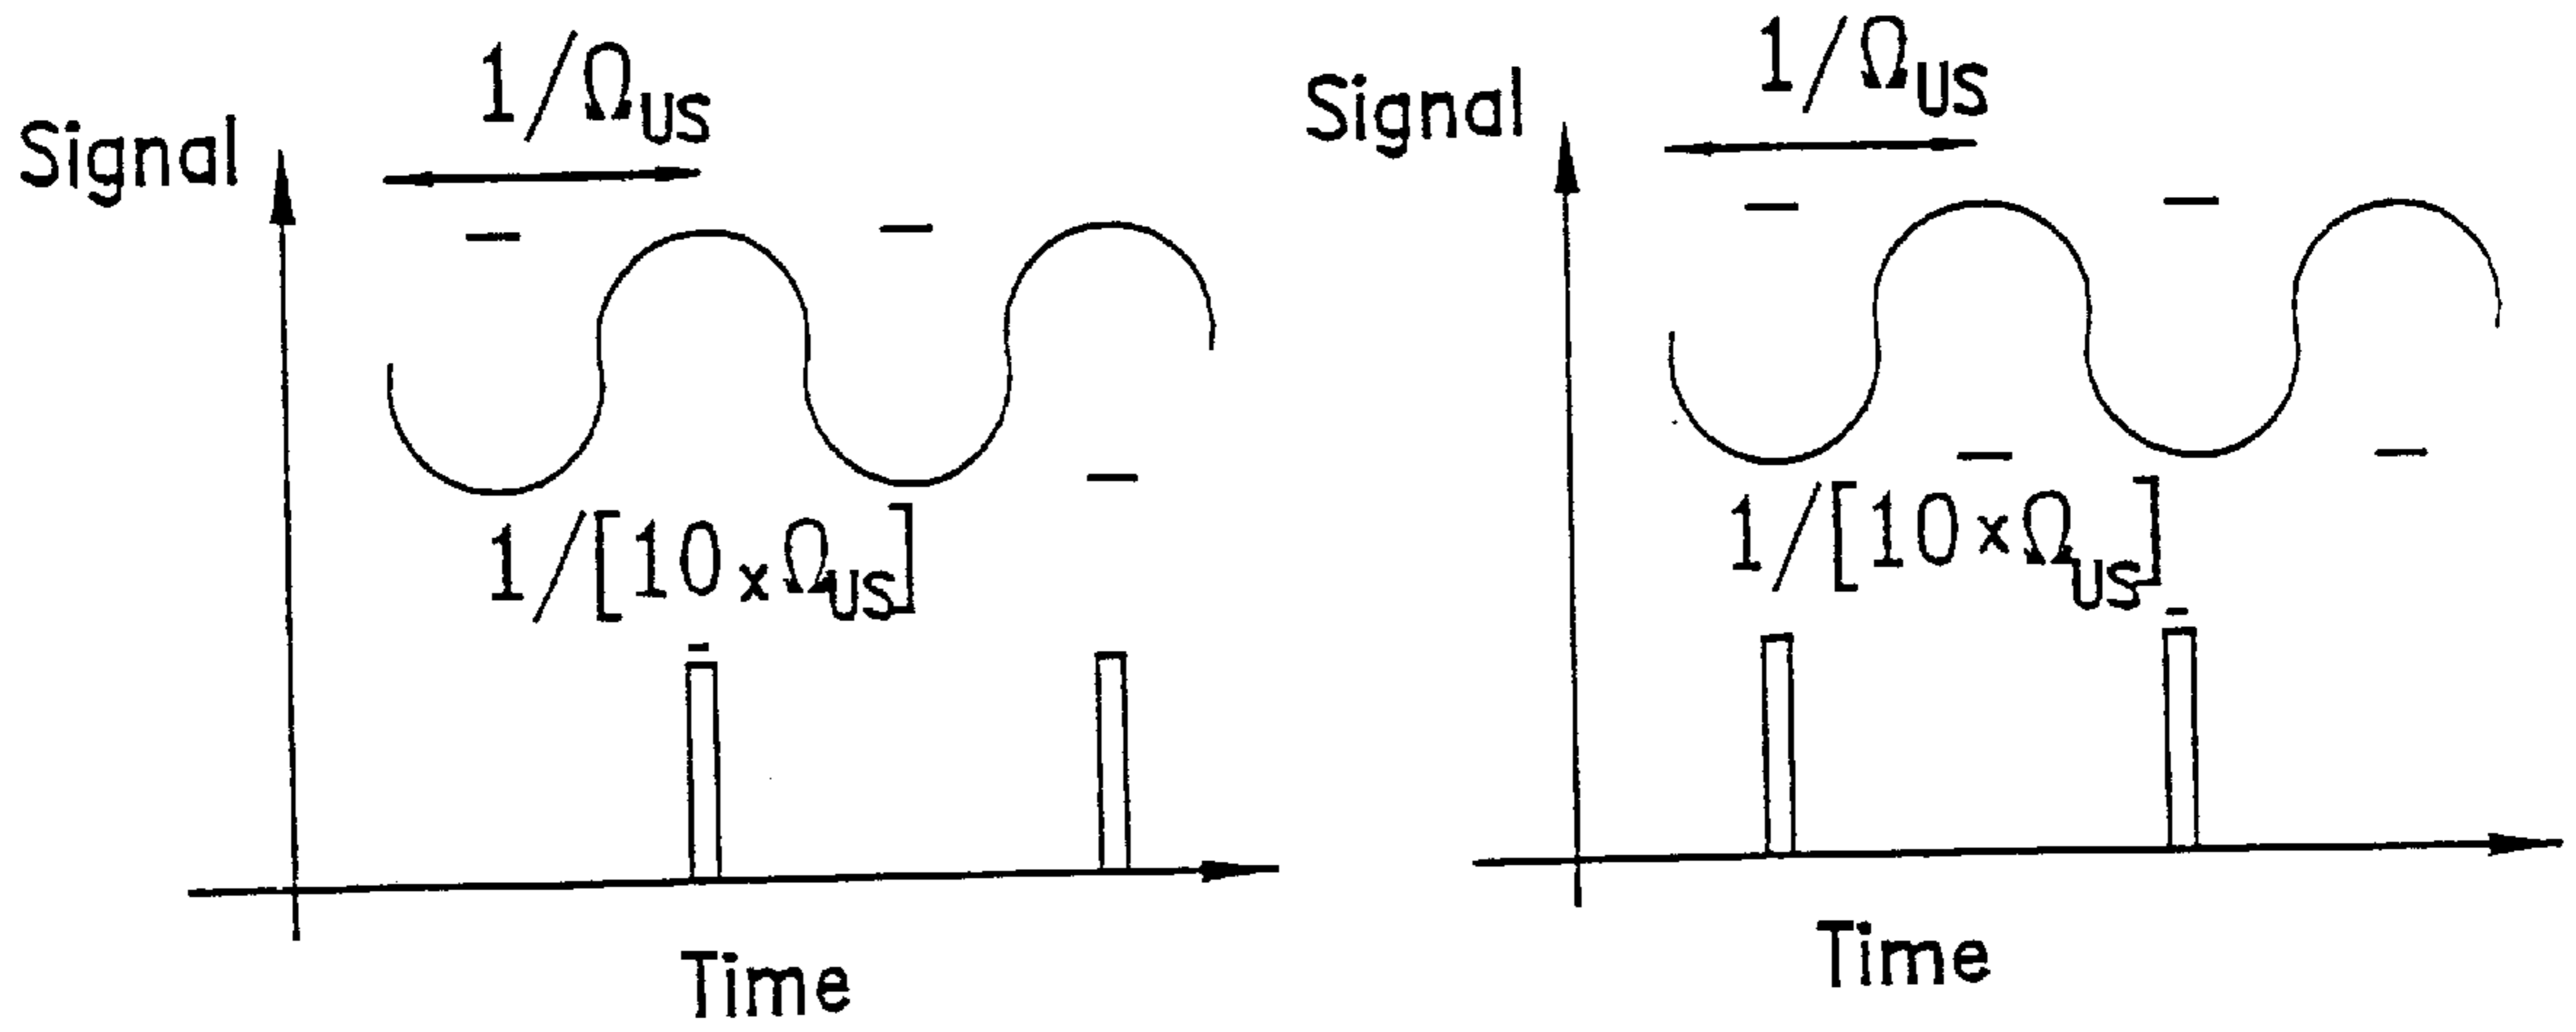 1/Ω_US
Signal
1/[10 x Ω_US]
Time
1/Ω_US
Signal
1/[10 x Ω_US]
Time